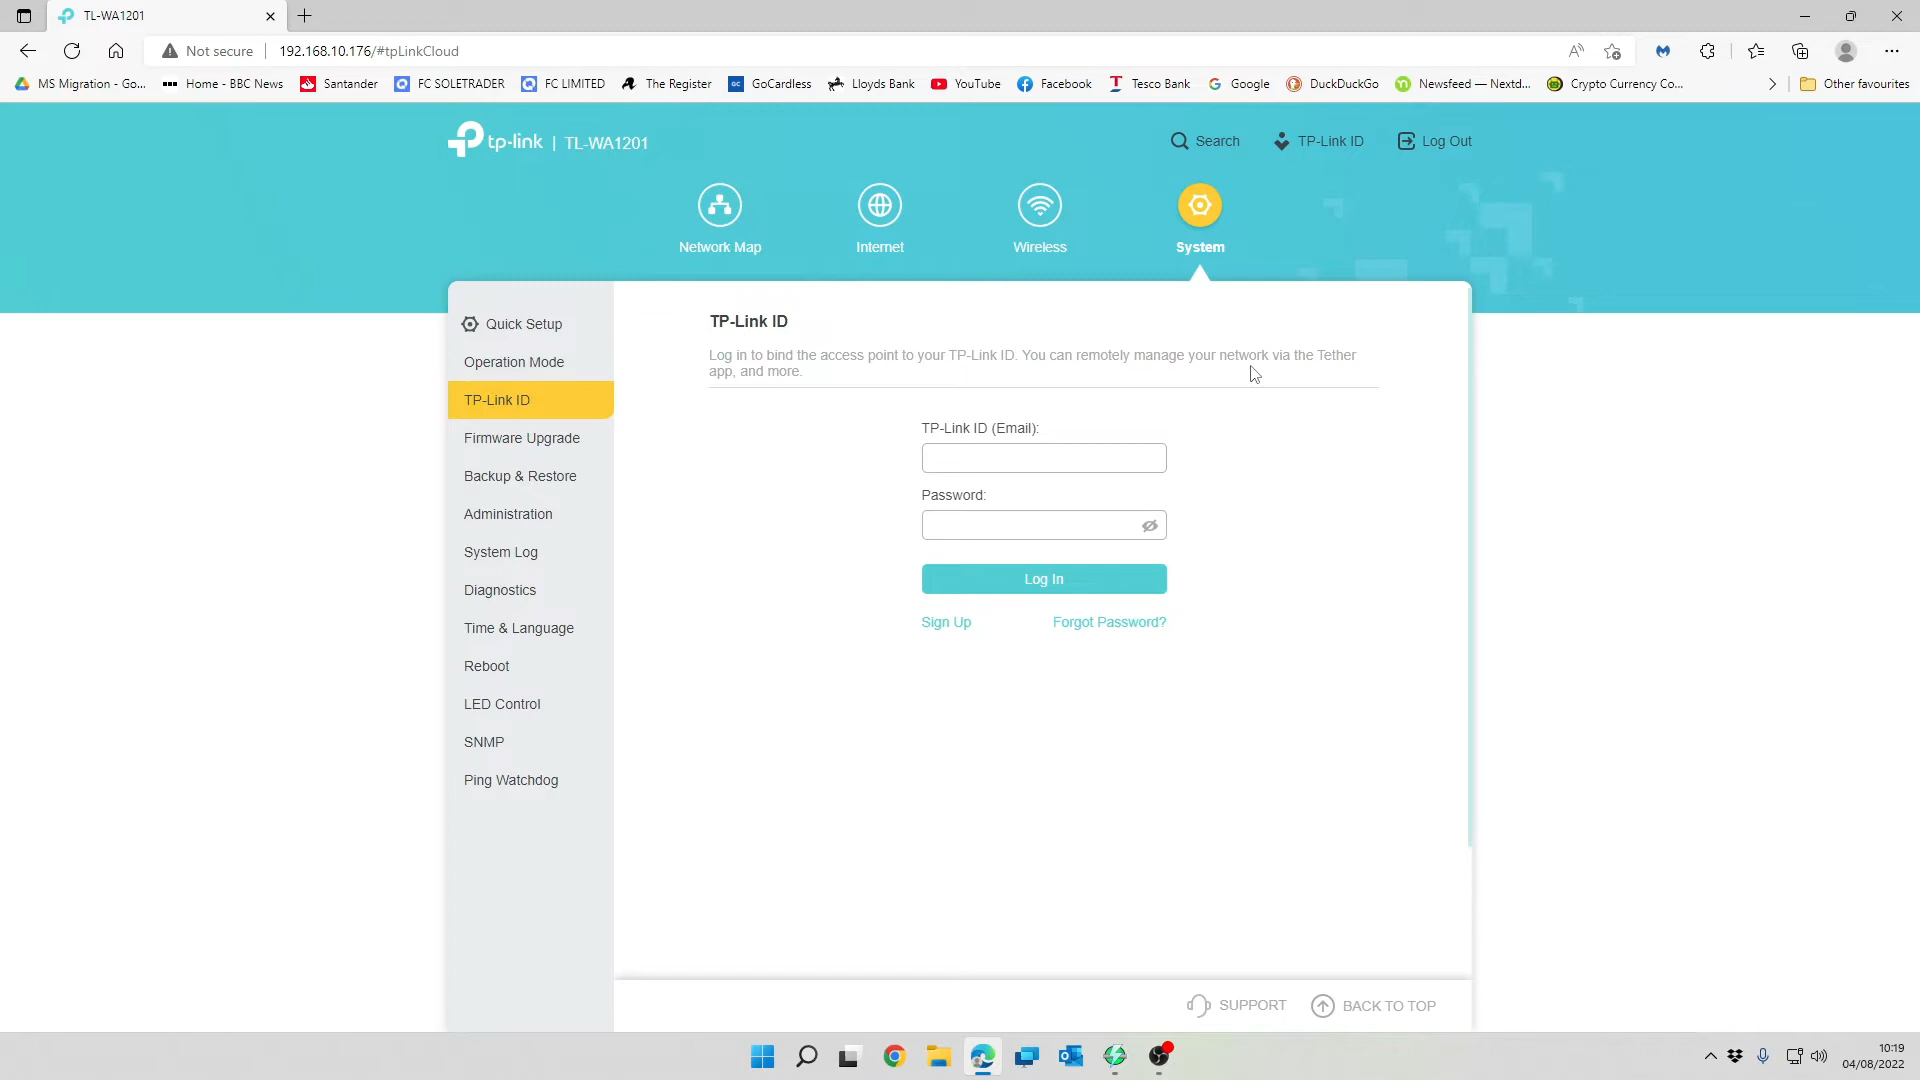 TL-WA1201
Not secure
192.168.10.176/#tpLinkCloud
MS Migration - Go...
Home - BBC News
Santander
FC SOLETRADER
FC LIMITED
The Register
GoCardless
Lloyds Bank
YouTube
Facebook
Tesco Bank
Google
DuckDuckGo
Newsfeed — Nextd...
Crypto Currency Co...
Other favourites
tp-link | TL-WA1201
Search
TP-Link ID
Log Out
Network Map
Internet
Wireless
System
Quick Setup
Operation Mode
TP-Link ID
Firmware Upgrade
Backup & Restore
Administration
System Log
Diagnostics
Time & Language
Reboot
LED Control
SNMP
Ping Watchdog
TP-Link ID
Log in to bind the access point to your TP-Link ID. You can remotely manage your network via the Tether
app, and more.
TP-Link ID (Email):
Password:
Log In
Sign Up
Forgot Password?
SUPPORT
BACK TO TOP
10:19
04/08/2022